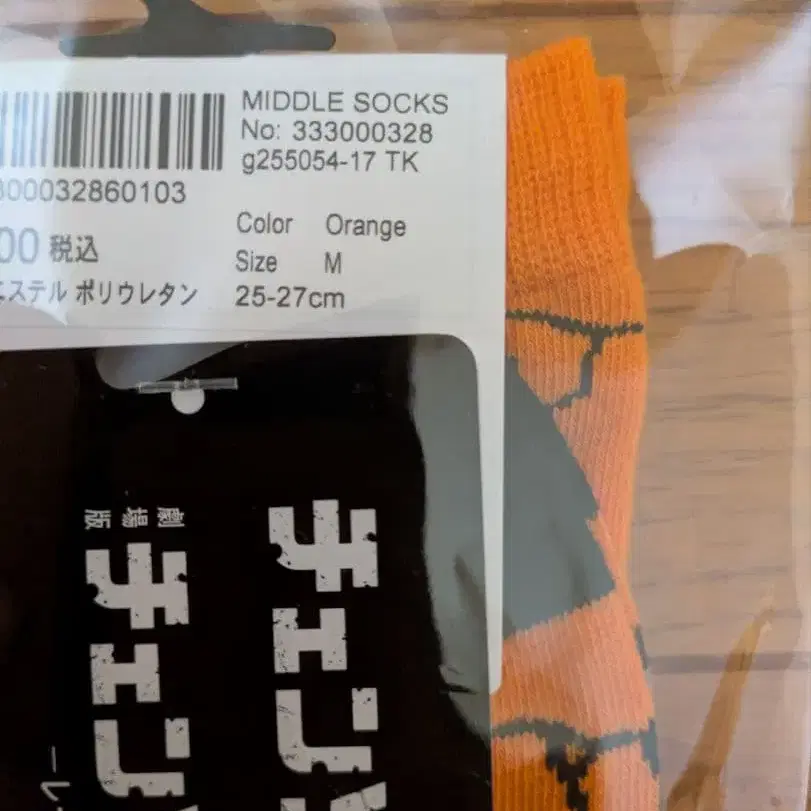 MIDDLE SOCKS
No: 333000328
g255054-17 TK
00032860103
00 税込
Color Orange
Size M
エステル ポリウレタン
25-27cm
劇場版
チェン
チェン